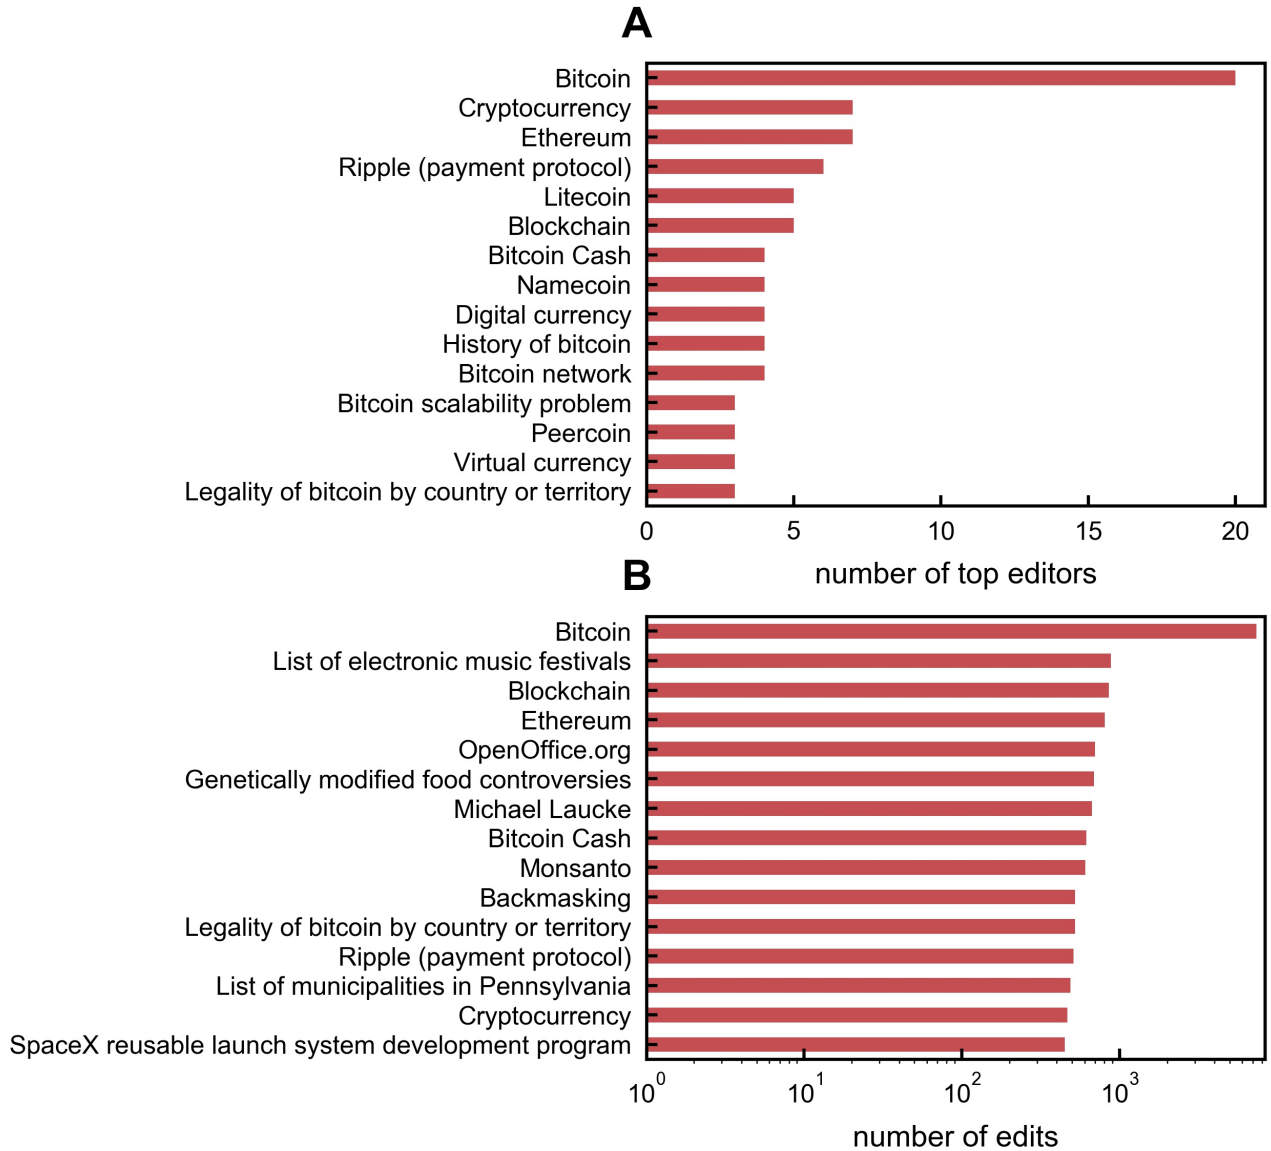 A
Bitcoin
Cryptocurrency
Ethereum
Ripple (payment protocol)
Litecoin
Blockchain
Bitcoin Cash
Namecoin
Digital currency
History of bitcoin
Bitcoin network
Bitcoin scalability problem
Peercoin
Virtual currency
Legality of bitcoin by country or territory
0 5 10 15 20
number of top editors
B
Bitcoin
List of electronic music festivals
Blockchain
Ethereum
OpenOffice.org
Genetically modified food controversies
Michael Laucke
Bitcoin Cash
Monsanto
Backmasking
Legality of bitcoin by country or territory
Ripple (payment protocol)
List of municipalities in Pennsylvania
Cryptocurrency
SpaceX reusable launch system development program
10^0 10^1 10^2 10^3
number of edits